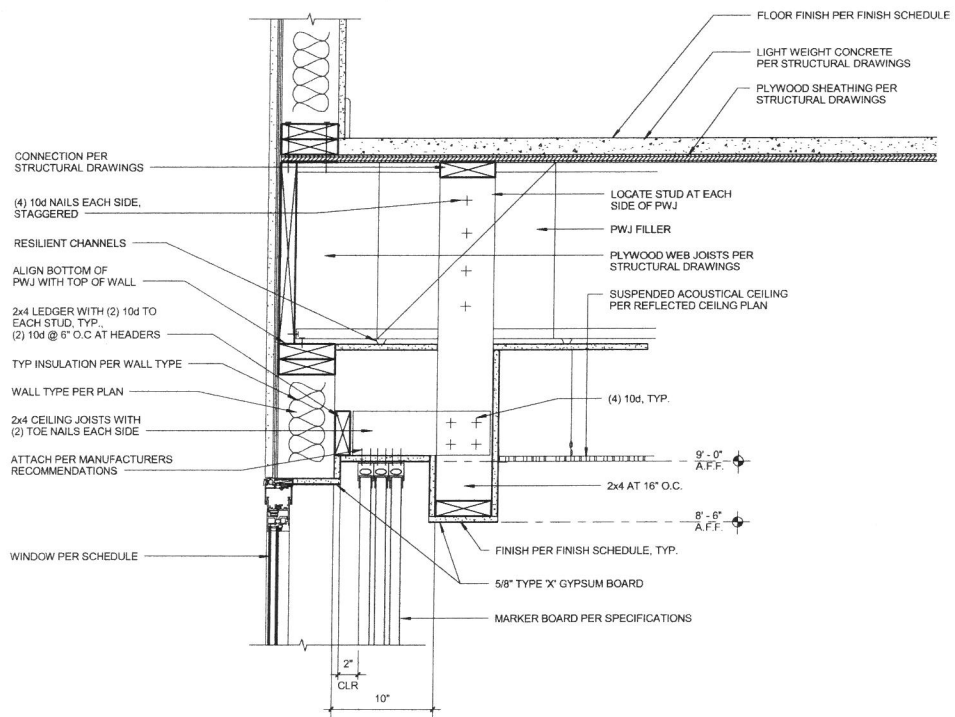 FLOOR FINISH PER FINISH SCHEDULE
LIGHT WEIGHT CONCRETE
PER STRUCTURAL DRAWINGS
PLYWOOD SHEATHING PER
STRUCTURAL DRAWINGS
CONNECTION PER
STRUCTURAL DRAWINGS
(4) 10d NAILS EACH SIDE,
STAGGERED
RESILIENT CHANNELS
ALIGN BOTTOM OF
PWJ WITH TOP OF WALL
2x4 LEDGER WITH (2) 10d TO
EACH STUD, TYP.,
(2) 10d @ 6" O.C AT HEADERS
TYP INSULATION PER WALL TYPE
WALL TYPE PER PLAN
2x4 CEILING JOISTS WITH
(2) TOE NAILS EACH SIDE
ATTACH PER MANUFACTURERS
RECOMMENDATIONS
WINDOW PER SCHEDULE
LOCATE STUD AT EACH
SIDE OF PWJ
PWJ FILLER
PLYWOOD WEB JOISTS PER
STRUCTURAL DRAWINGS
SUSPENDED ACOUSTICAL CEILING
PER REFLECTED CEILNG PLAN
(4) 10d, TYP.
9' - 0"
A.F.F.
2x4 AT 16" O.C.
8' - 6"
A.F.F.
FINISH PER FINISH SCHEDULE, TYP.
5/8" TYPE 'X' GYPSUM BOARD
MARKER BOARD PER SPECIFICATIONS
2"
CLR
10"